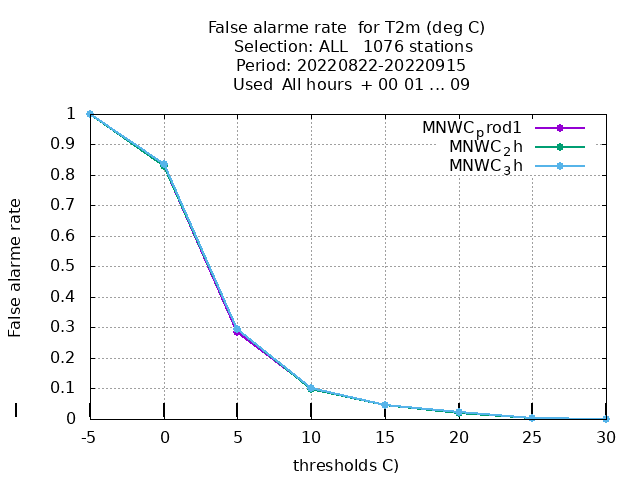 False alarme rate  for T2m (deg C)
Selection: ALL   1076 stations
Period: 20220822-20220915
Used  All hours  + 00 01 ... 09
MNWC_prod1
MNWC_2h
MNWC_3h
1
0.9
0.8
0.7
0.6
0.5
0.4
0.3
0.2
0.1
0
False alarme rate
-5 0 5 10 15 20 25 30
thresholds C)